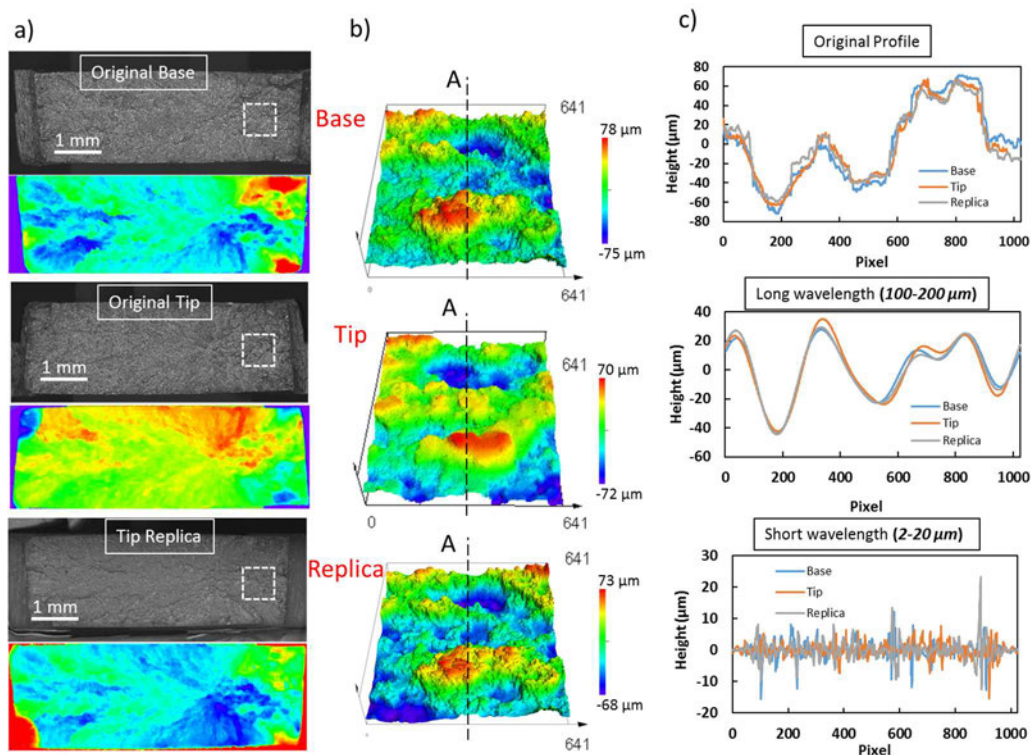 a)
Original Base
1 mm
Original Tip
1 mm
Tip Replica
1 mm
b)
A
Base
641
78 µm
-75 µm
0
641
A
Tip
641
70 µm
-72 µm
0
641
A
Replica
641
73 µm
-68 µm
0
641
c)
Original Profile
80
60
40
20
0
-20
-40
-60
-80
Height (µm)
Base
Tip
Replica
0 200 400 600 800 1000
Pixel
Long wavelength (100-200 µm)
40
20
0
-20
-40
-60
Height (µm)
Base
Tip
Replica
0 200 400 600 800 1000
Pixel
Short wavelength (2-20 µm)
30
20
10
0
-10
-20
Height (µm)
Base
Tip
Replica
0 200 400 600 800 1000
Pixel